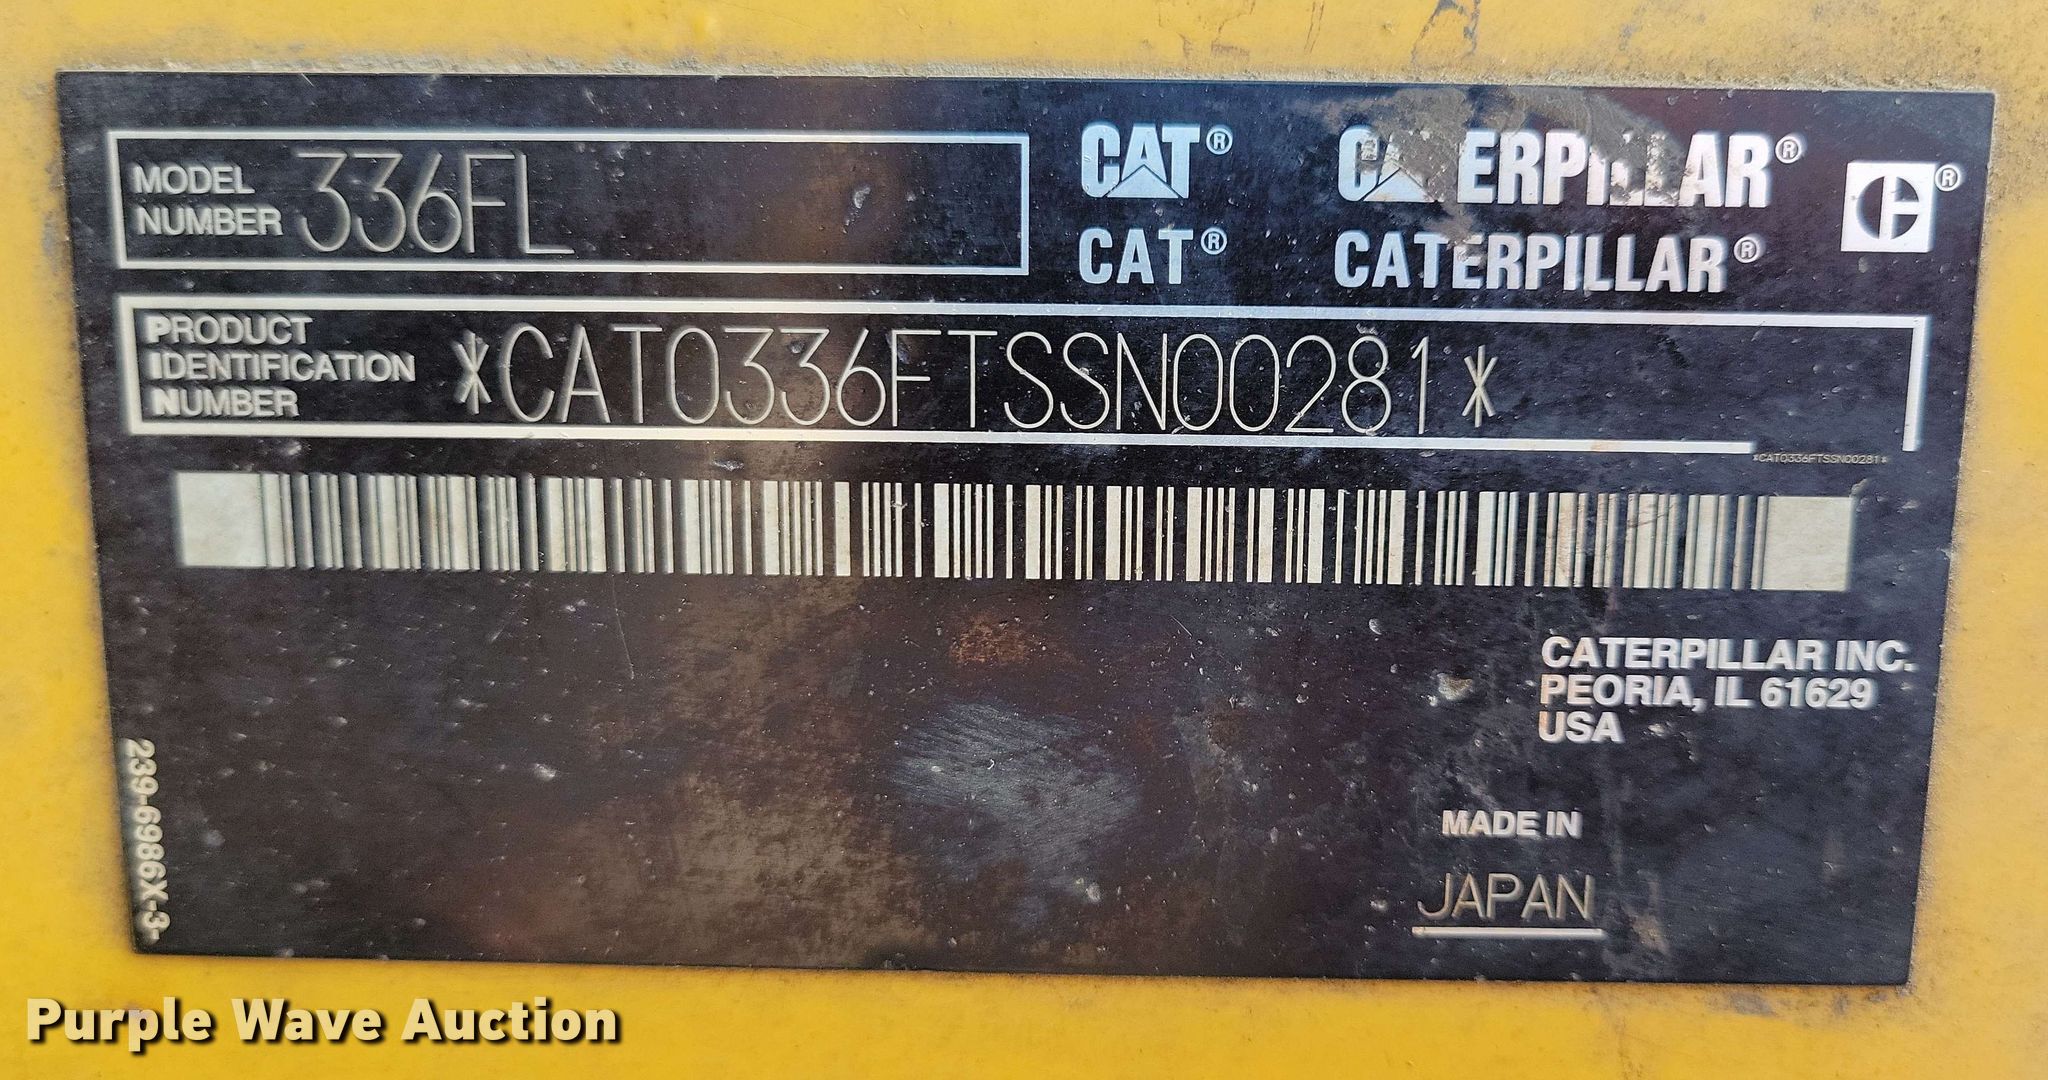 MODEL
NUMBER 336FL
CAT® CATERPILLAR®
CAT® CATERPILLAR®
®
PRODUCT
IDENTIFICATION
NUMBER
*CAT0336FTSSN00281*
*CAT0336FTSSN00281*
CATERPILLAR INC.
PEORIA, IL 61629
USA
MADE IN
JAPAN
239-6986X-3-
Purple Wave Auction